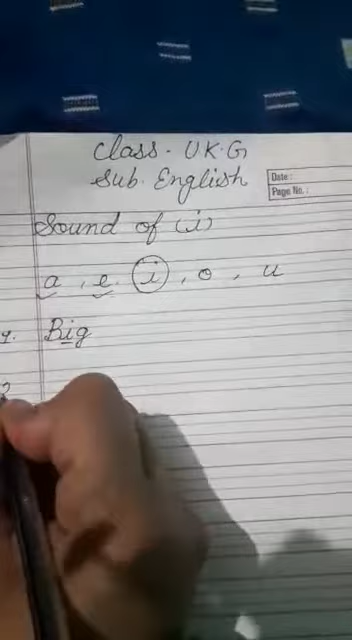 Class - U.K.G
Sub. English
Date :
Page No. :
Sound of (i)
a , e , i , o , u
1. Big
2